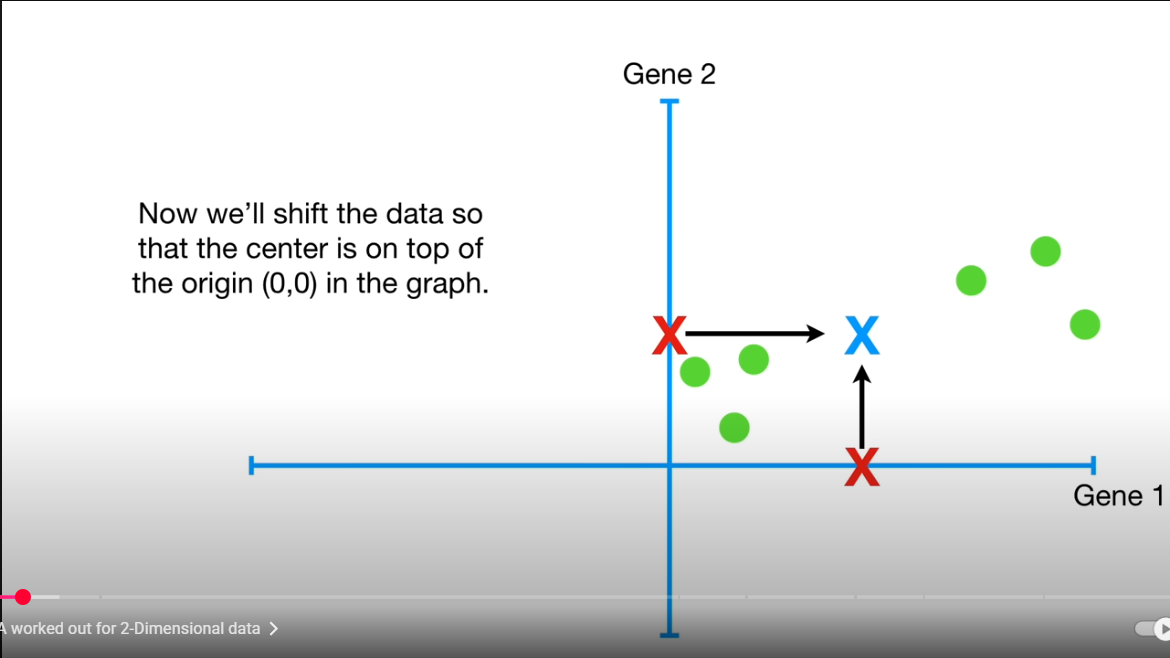 Gene 2
Now we’ll shift the data so
that the center is on top of
the origin (0,0) in the graph.
X
X
X
Gene 1
A worked out for 2-Dimensional data